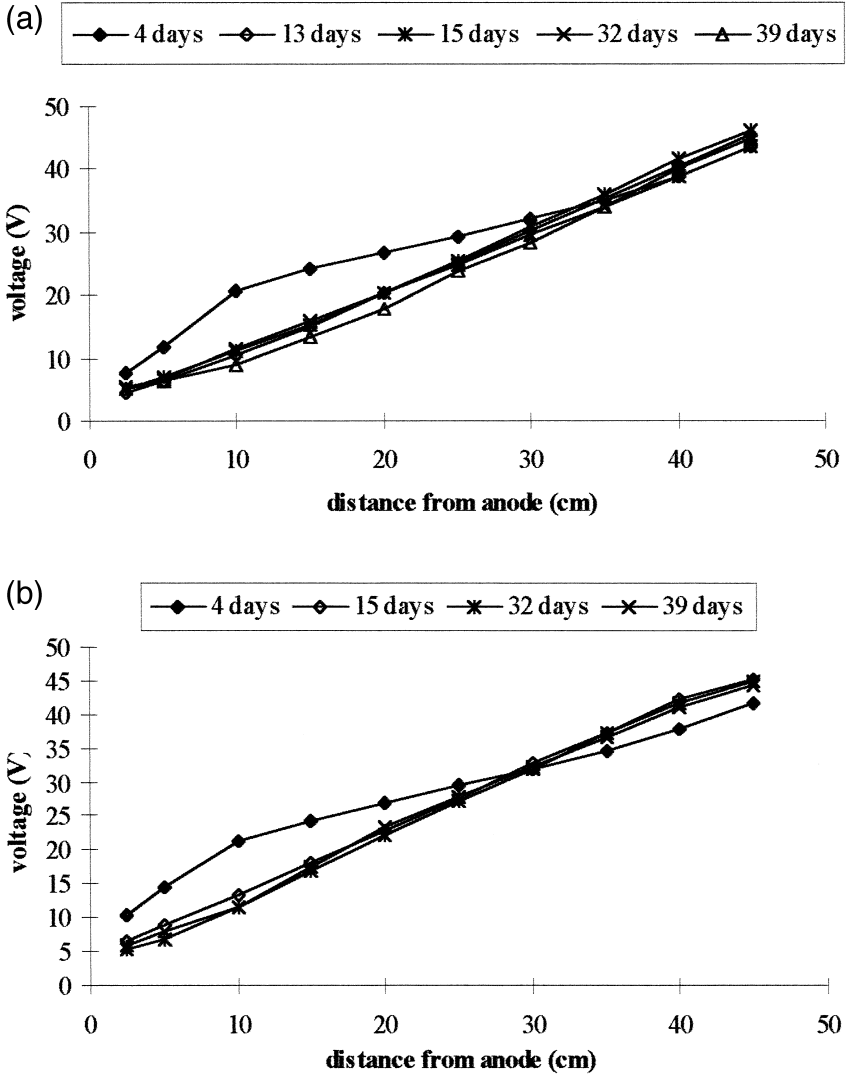 (a)
4 days 13 days 15 days 32 days 39 days
50
40
30
20
10
0
voltage (V)
0 10 20 30 40 50
distance from anode (cm)
(b)
4 days 15 days 32 days 39 days
50
45
40
35
30
25
20
15
10
5
0
voltage (V)
0 10 20 30 40 50
distance from anode (cm)